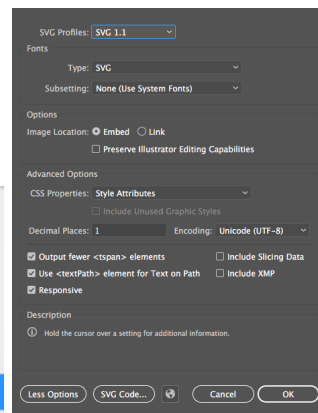 SVG Profiles: SVG 1.1
Fonts
Type: SVG
Subsetting: None (Use System Fonts)
Options
Image Location: Embed Link
Preserve Illustrator Editing Capabilities
Advanced Options
CSS Properties: Style Attributes
Include Unused Graphic Styles
Decimal Places: 1 Encoding: Unicode (UTF-8)
Output fewer <tspan> elements Include Slicing Data
Use <textPath> element for Text on Path Include XMP
Responsive
Description
Hold the cursor over a setting for additional information.
Less Options SVG Code... Cancel OK